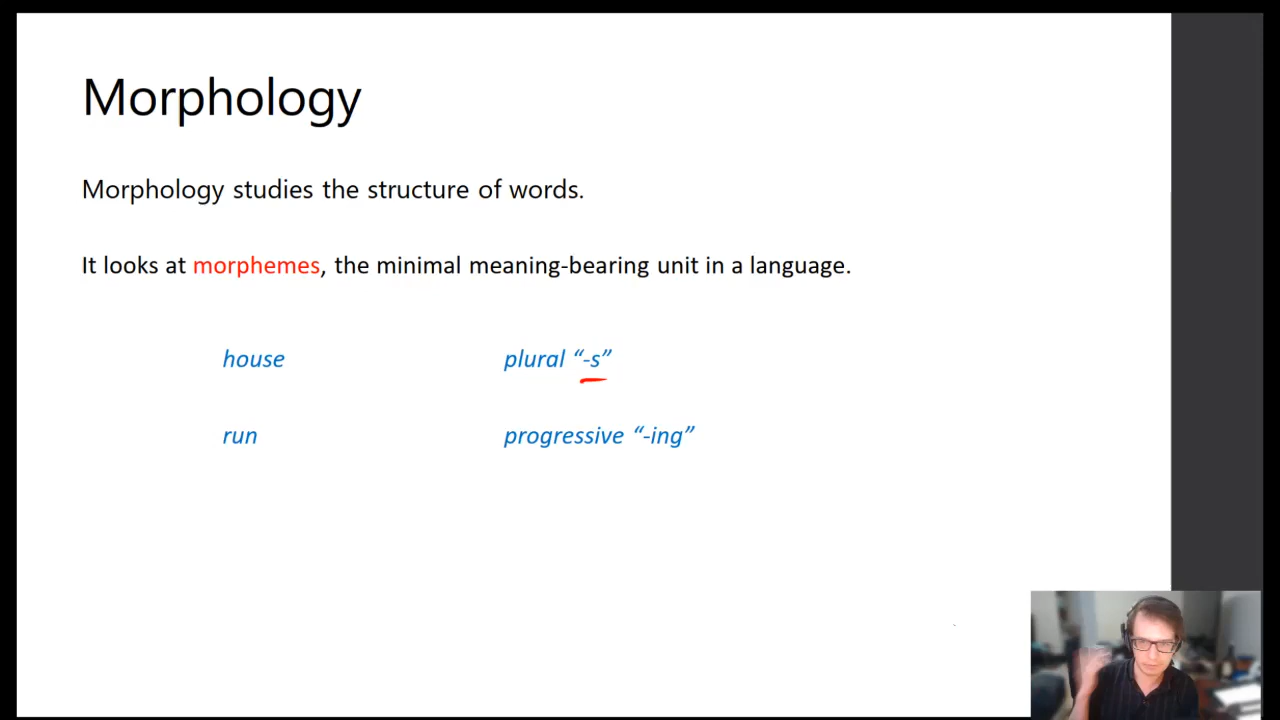 Morphology
Morphology studies the structure of words.
It looks at morphemes, the minimal meaning-bearing unit in a language.
house plural “-s”
run progressive “-ing”